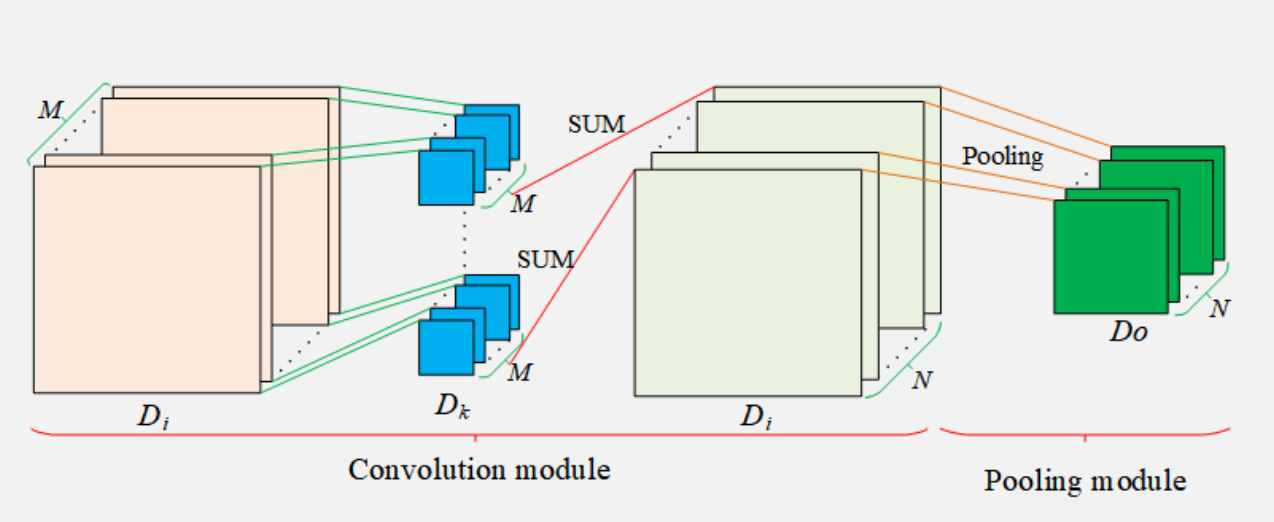 M
SUM
M
Pooling
SUM
M
N
N
Do
D_i
D_k
D_i
Convolution module
Pooling module